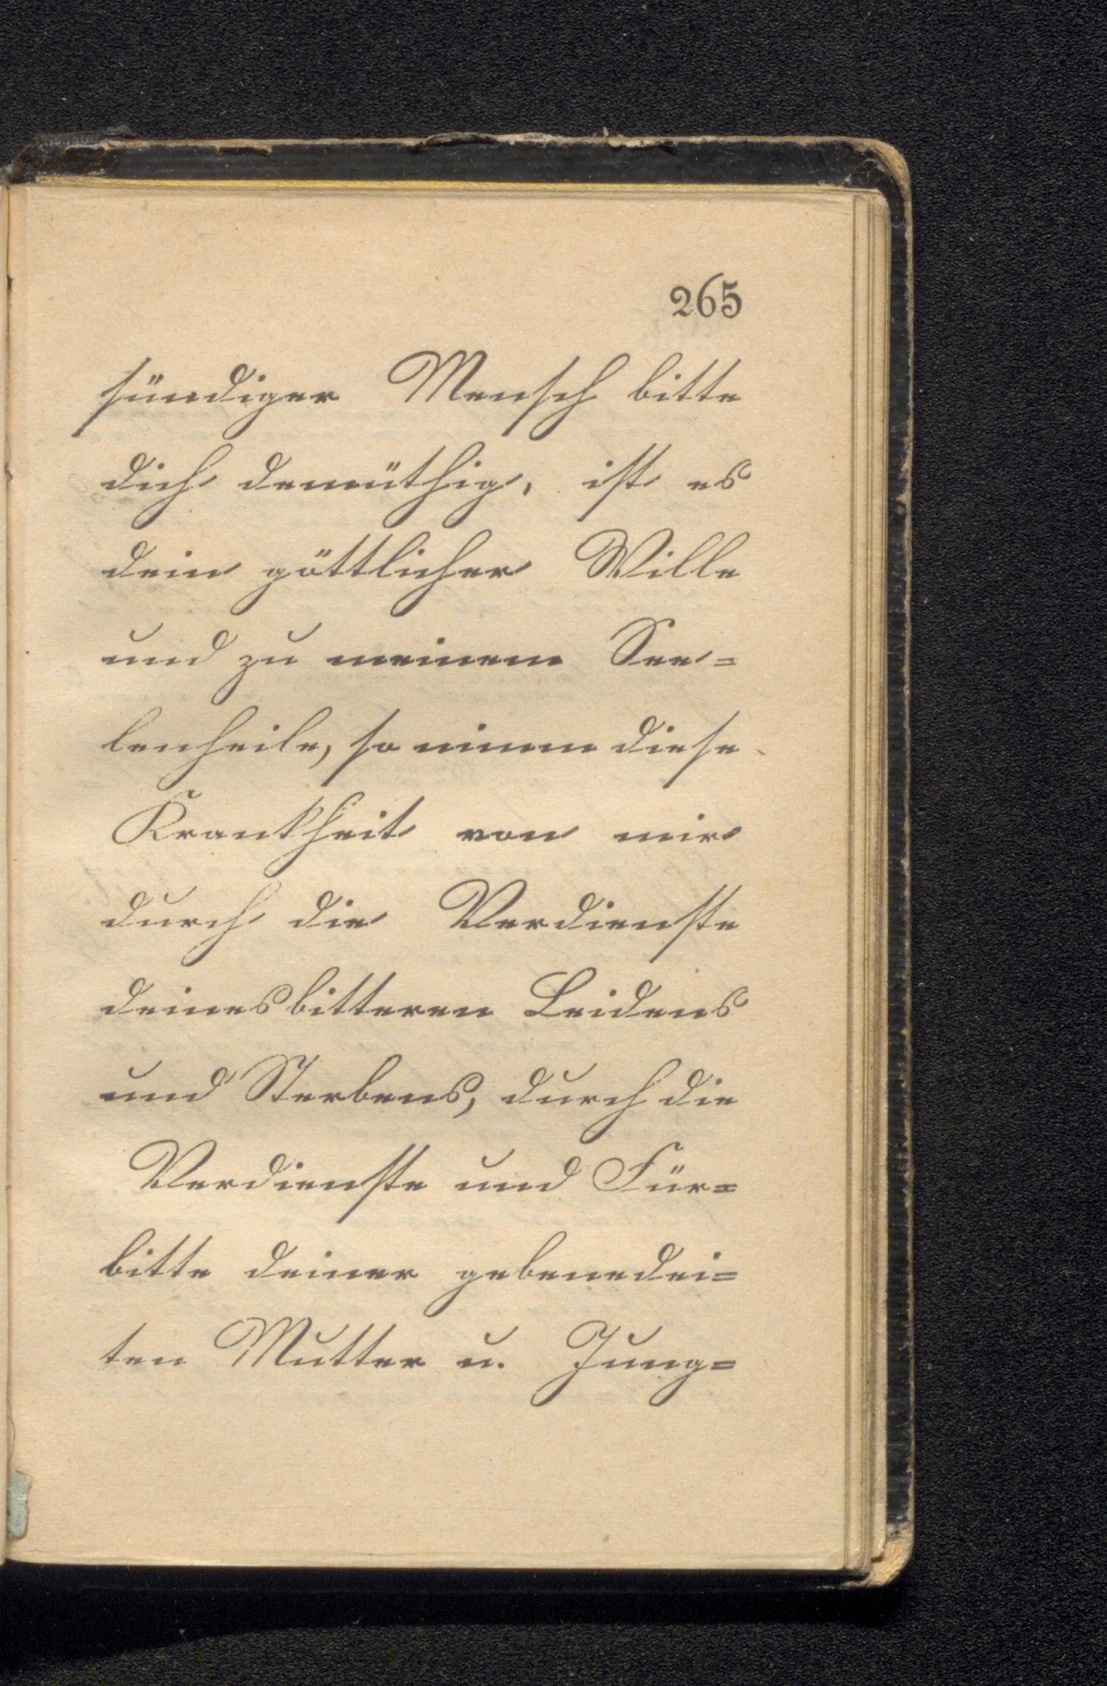 265
sündiger Mensch bitte
dich demüthig, ist es
dein göttlicher Wille
und zu meinem See=
lenheile, so nimm diese
Krankheit von mir
durch die Verdienste
deines bitteren Leidens
und Sterbens, durch die
Verdienste und Für=
bitte deiner gebenedei=
ten Mutter u. Jung=